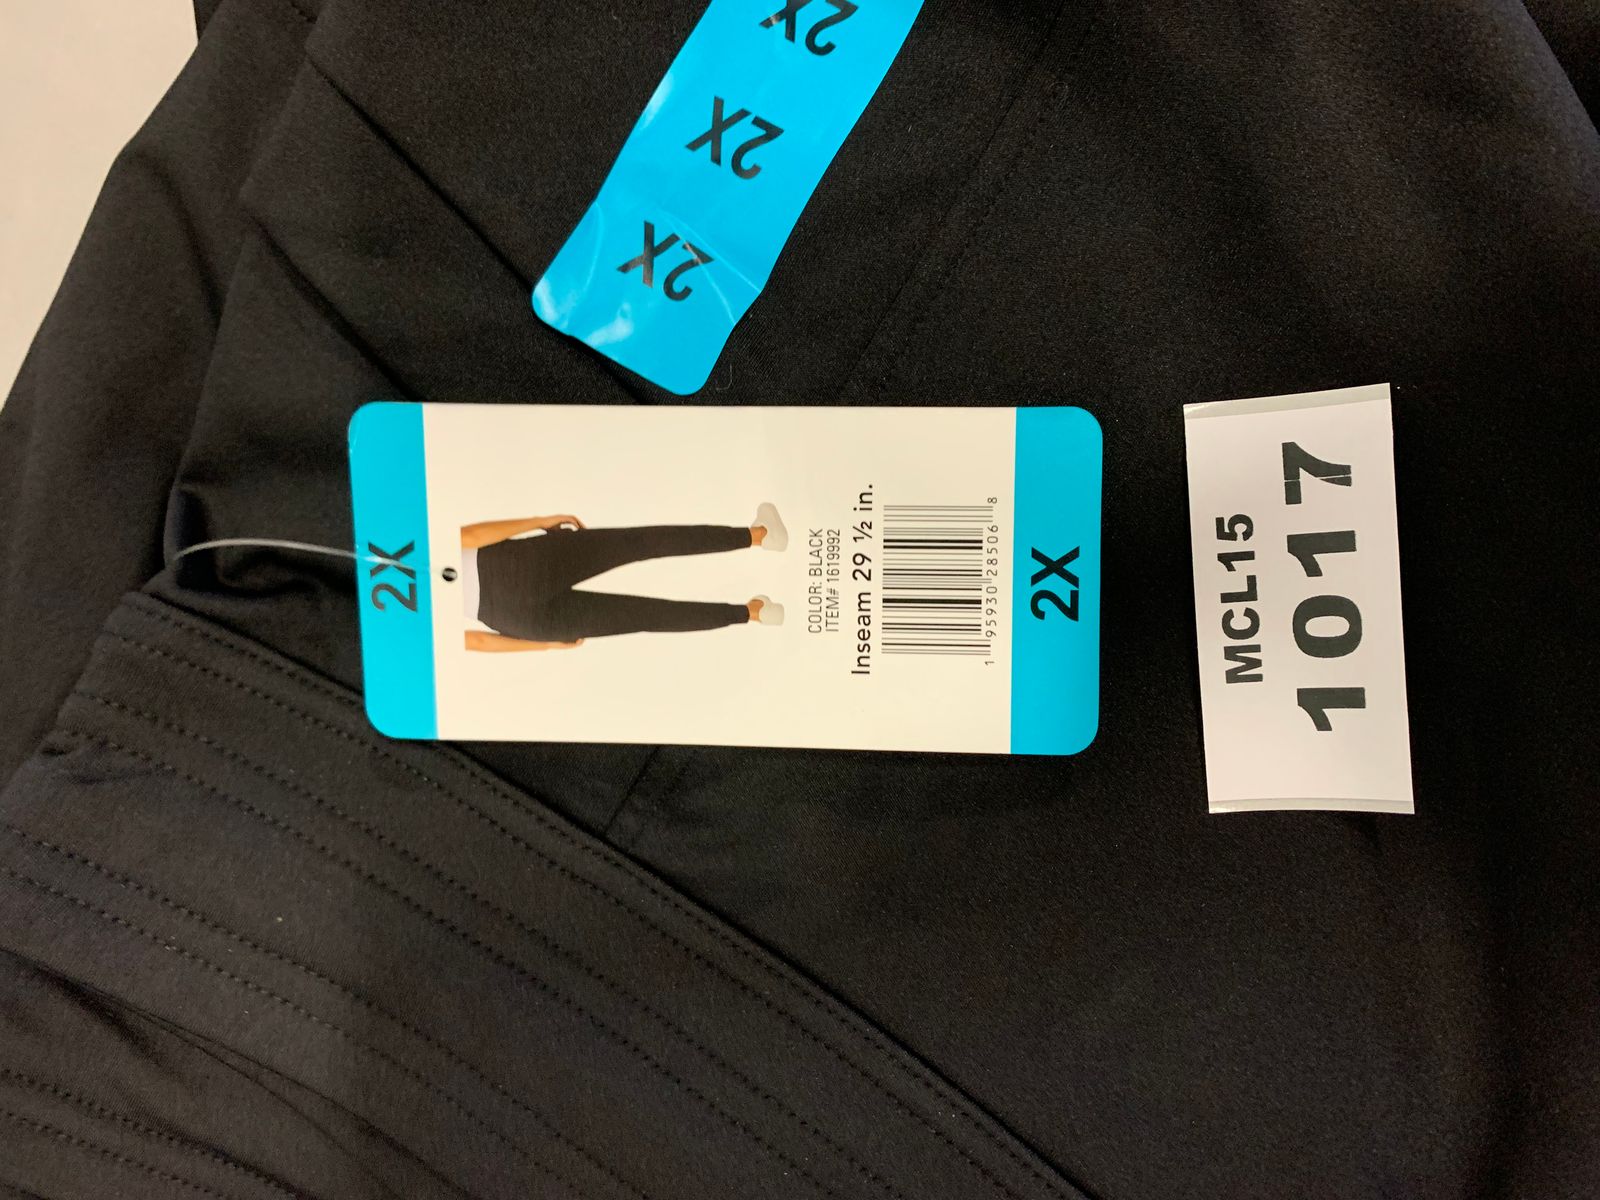 2X
2X
2X
2X
COLOR: BLACK
ITEM# 1619992
Inseam 29 ½ in.
1 95930 28506 8
2X
MCL15
1017